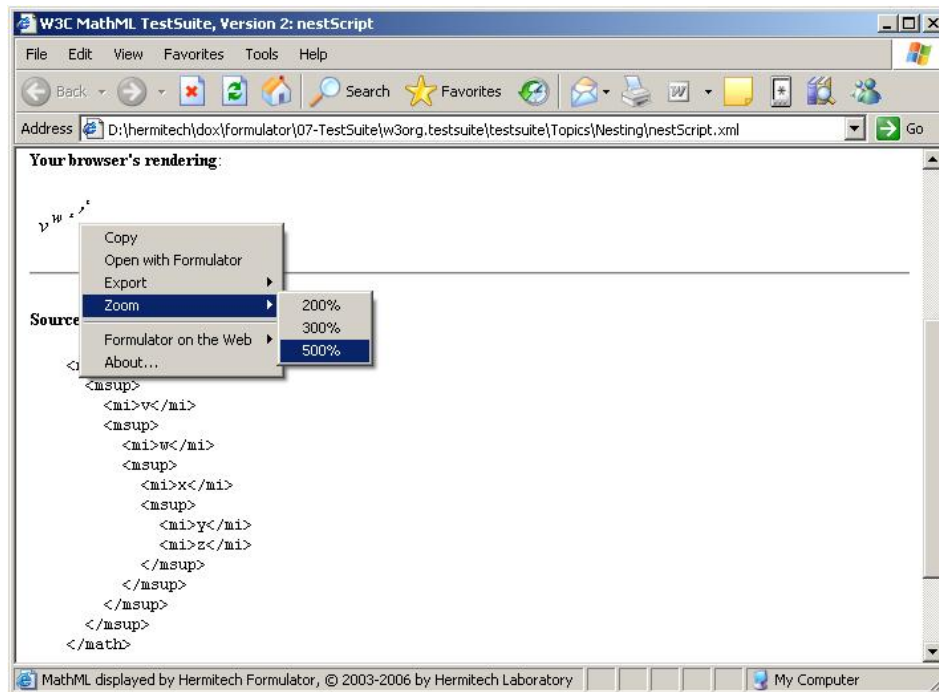 W3C MathML TestSuite, Version 2: nestScript
File Edit View Favorites Tools Help
Back Search Favorites
Address D:\hermitech\dox\formulator\07-TestSuite\w3org.testsuite\testsuite\Topics\Nesting\nestScript.xml Go
Your browser's rendering:
v w
Copy
Open with Formulator
Export
Zoom
200%
300%
500%
Source
Formulator on the Web
About...
<msup>
<mi>v</mi>
<msup>
<mi>w</mi>
<msup>
<mi>x</mi>
<msup>
<mi>y</mi>
<mi>z</mi>
</msup>
</msup>
</msup>
</msup>
</math>
MathML displayed by Hermitech Formulator, © 2003-2006 by Hermitech Laboratory My Computer